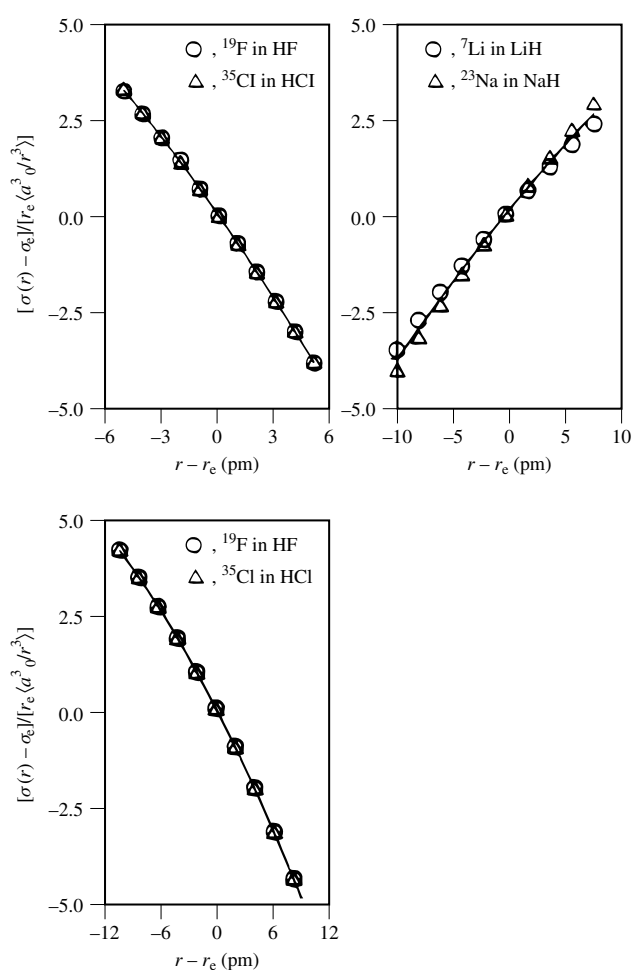 5.0
2.5
0.0
–2.5
–5.0
[σ(r) – σe]/[re⟨a³₀/r³⟩]
○ , ¹⁹F in HF
△ , ³⁵CI in HCI
–6 –3 0 3 6
r – re (pm)
5.0
2.5
0.0
–2.5
–5.0
○ , ⁷Li in LiH
△ , ²³Na in NaH
–10 –5 0 5 10
r – re (pm)
5.0
2.5
0.0
–2.5
–5.0
[σ(r) – σe]/[re⟨a³₀/r³⟩]
○ , ¹⁹F in HF
△ , ³⁵Cl in HCl
–12 –6 0 6 12
r – re (pm)